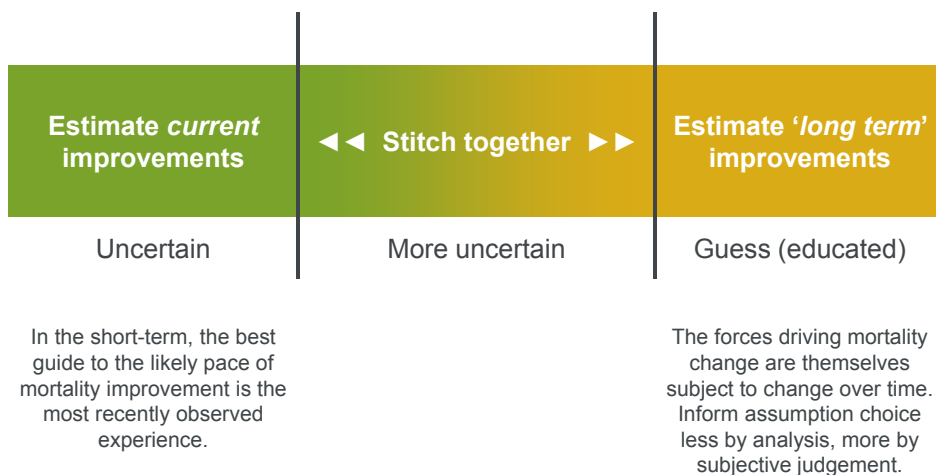 Estimate current
improvements
◄◄ Stitch together ►►
Estimate ‘long term’
improvements
Uncertain
More uncertain
Guess (educated)
In the short-term, the best
guide to the likely pace of
mortality improvement is the
most recently observed
experience.
The forces driving mortality
change are themselves
subject to change over time.
Inform assumption choice
less by analysis, more by
subjective judgement.